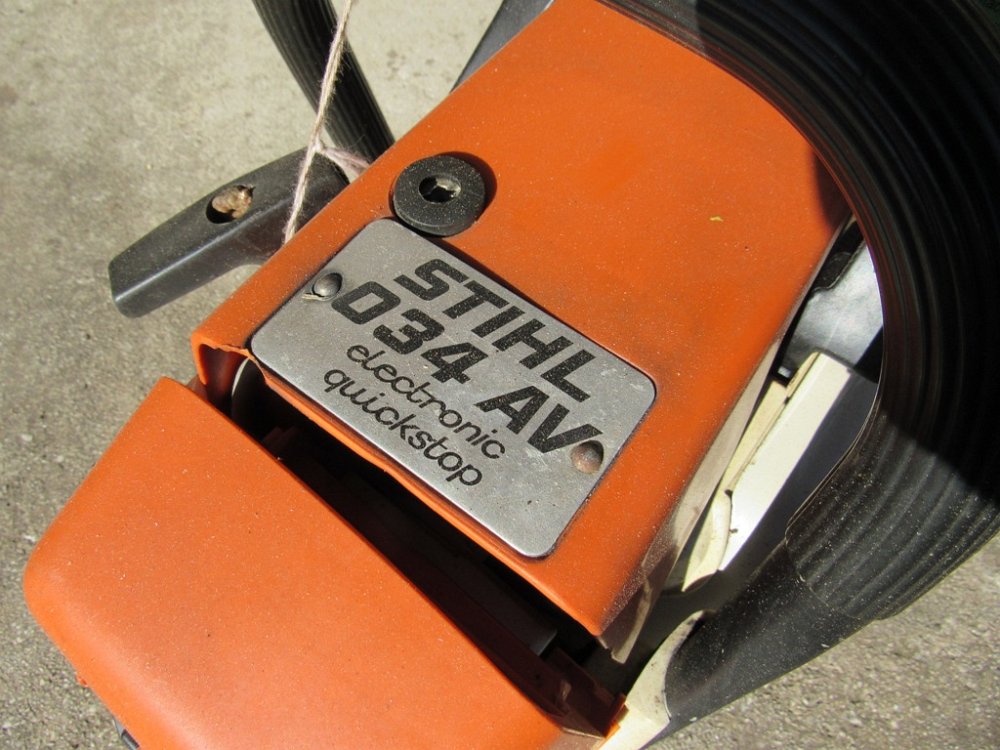 STIHL
034 AV
electronic
quickstop